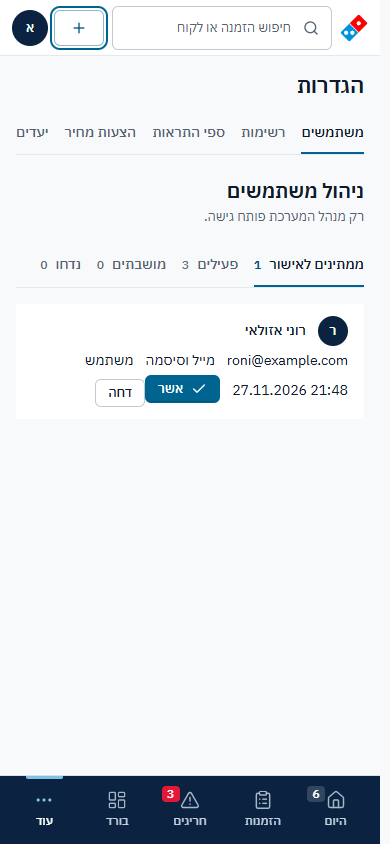 חיפוש הזמנה או לקוח
א
הגדרות
משתמשים רשימות ספי התראות הצעות מחיר יעדים
ניהול משתמשים
רק מנהל המערכת פותח גישה.
ממתינים לאישור 1 פעילים 3 מושבתים 0 נדחו 0
ר רוני אזולאי
roni@example.com מייל וסיסמה משתמש
27.11.2026 21:48 אשר דחה
6 3
היום הזמנות חריגים בורד עוד